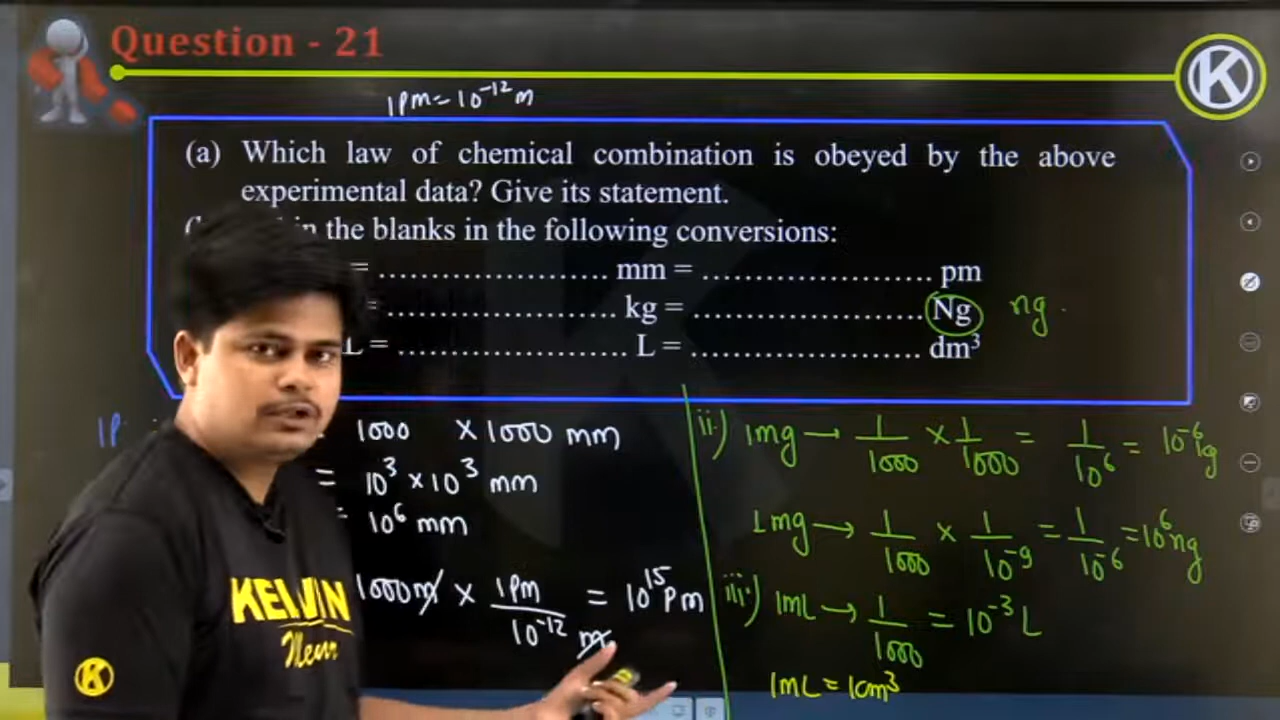 Question - 21
1Pm = 10⁻¹² m
(a) Which law of chemical combination is obeyed by the above
experimental data? Give its statement.
in the blanks in the following conversions:
= ........................... mm = ........................... pm
= ........................... kg = ........................... Ng ng
L = ........................... L = ........................... dm³
= 1000 × 1000 mm
= 10³ × 10³ mm
= 10⁶ mm
1000 m × 1Pm / 10⁻¹² m = 10¹⁵ Pm
ii.) 1mg → 1/1000 × 1/1000 = 1/10⁶ = 10⁻⁶ kg
1mg → 1/1000 × 1/10⁻⁹ = 1/10⁻⁶ = 10⁶ ng
iii.) 1mL → 1/1000 = 10⁻³ L
1mL = 1cm³
KELVIN
K
K